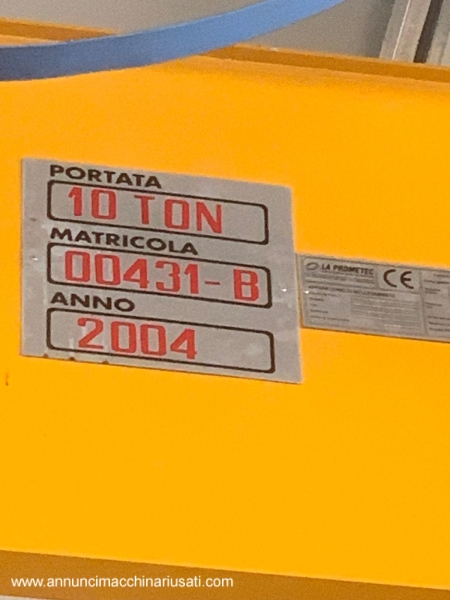 PORTATA
10 TON
MATRICOLA
00431-B
ANNO
2004
LA PROMETEC
CE
www.annuncimacchinariusati.com